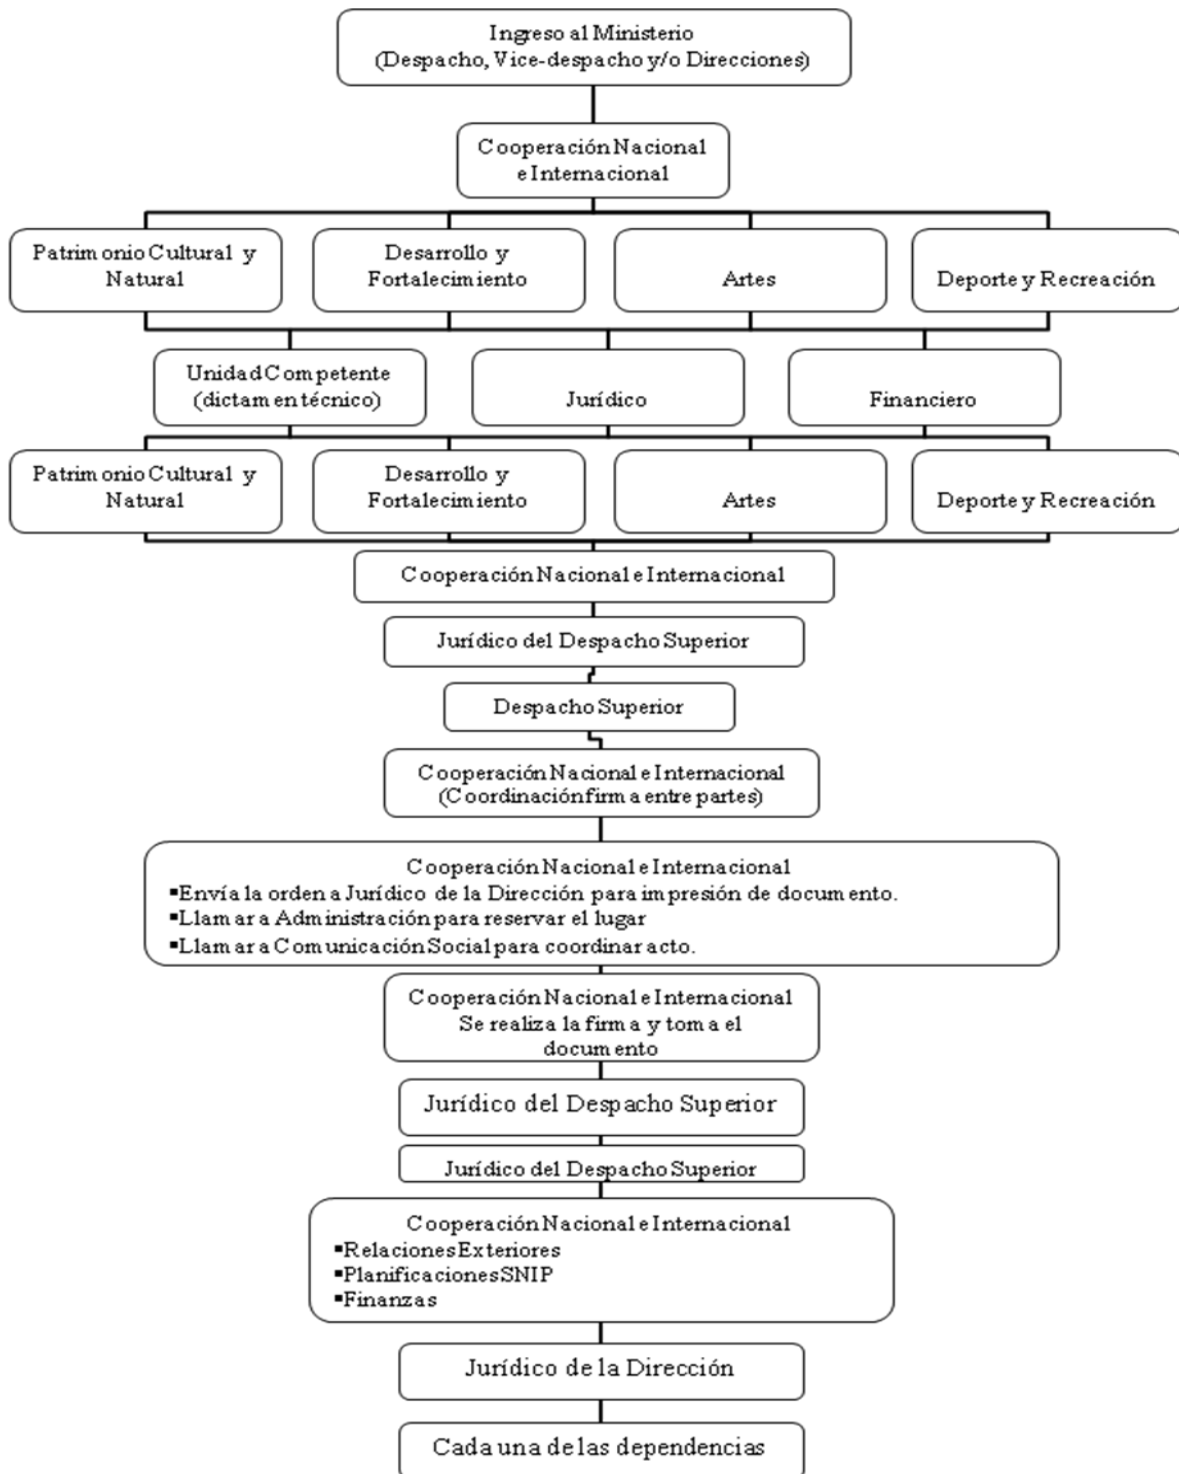 Ingreso al Ministerio
(Despacho, Vice-despacho y/o Direcciones)
Cooperación Nacional
e Internacional
Patrimonio Cultural y
Natural
Desarrollo y
Fortalecimiento
Artes
Deporte y Recreación
Unidad Competente
(dictamen técnico)
Jurídico
Financiero
Patrimonio Cultural y
Natural
Desarrollo y
Fortalecimiento
Artes
Deporte y Recreación
Cooperación Nacional e Internacional
Jurídico del Despacho Superior
Despacho Superior
Cooperación Nacional e Internacional
(Coordinación firma entre partes)
Cooperación Nacional e Internacional
▪Envía la orden a Jurídico de la Dirección para impresión de documento.
▪Llamar a Administración para reservar el lugar
▪Llamar a Comunicación Social para coordinar acto.
Cooperación Nacional e Internacional
Se realiza la firma y toma el
documento
Jurídico del Despacho Superior
Jurídico del Despacho Superior
Cooperación Nacional e Internacional
▪Relaciones Exteriores
▪Planificaciones SNIP
▪Finanzas
Jurídico de la Dirección
Cada una de las dependencias